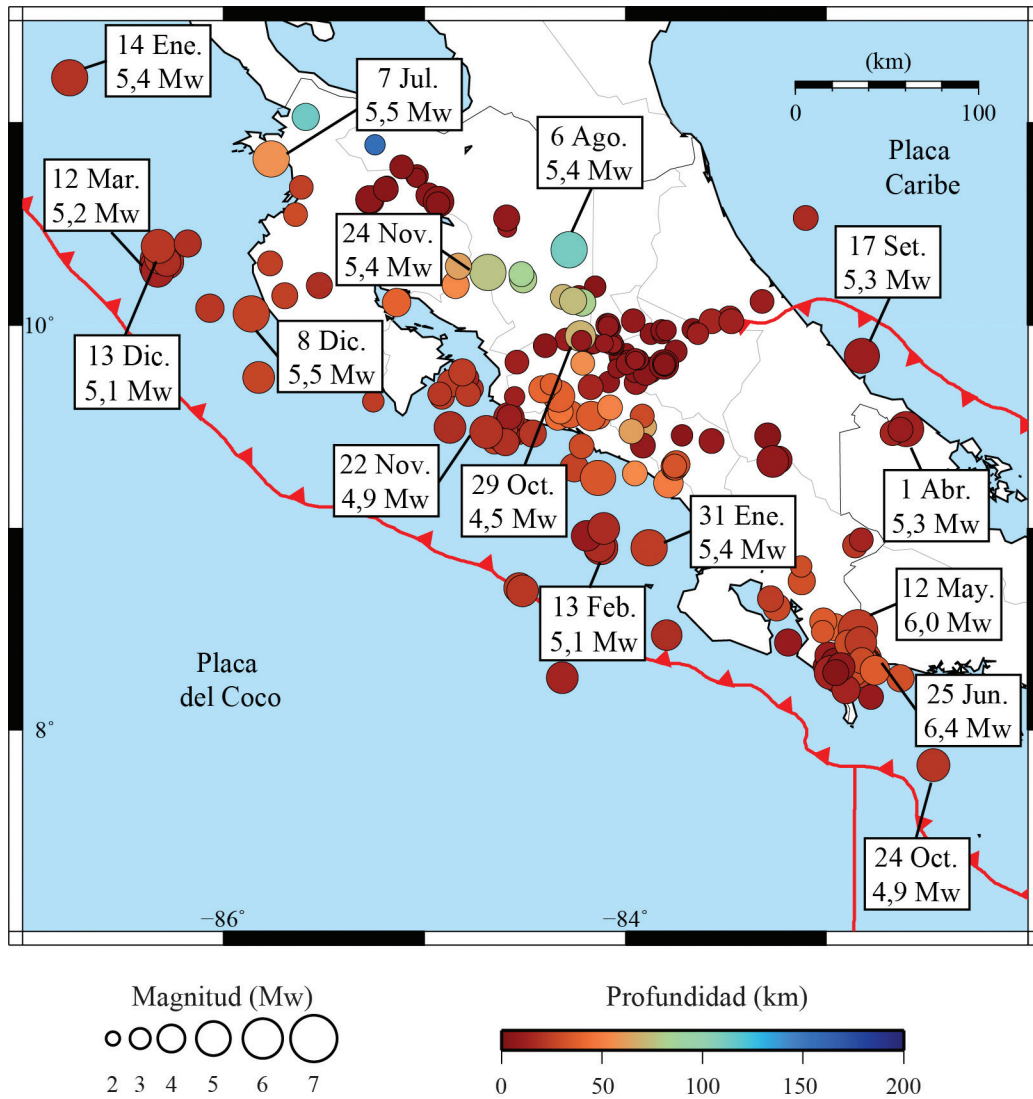 14 Ene.
5,4 Mw
7 Jul.
5,5 Mw
(km)
0
100
6 Ago.
5,4 Mw
Placa
Caribe
12 Mar.
5,2 Mw
24 Nov.
5,4 Mw
17 Set.
5,3 Mw
10°
13 Dic.
5,1 Mw
8 Dic.
5,5 Mw
22 Nov.
4,9 Mw
29 Oct.
4,5 Mw
31 Ene.
5,4 Mw
1 Abr.
5,3 Mw
13 Feb.
5,1 Mw
12 May.
6,0 Mw
Placa
del Coco
25 Jun.
6,4 Mw
8°
24 Oct.
4,9 Mw
−86°
−84°
Magnitud (Mw)
2 3 4 5 6 7
Profundidad (km)
0 50 100 150 200